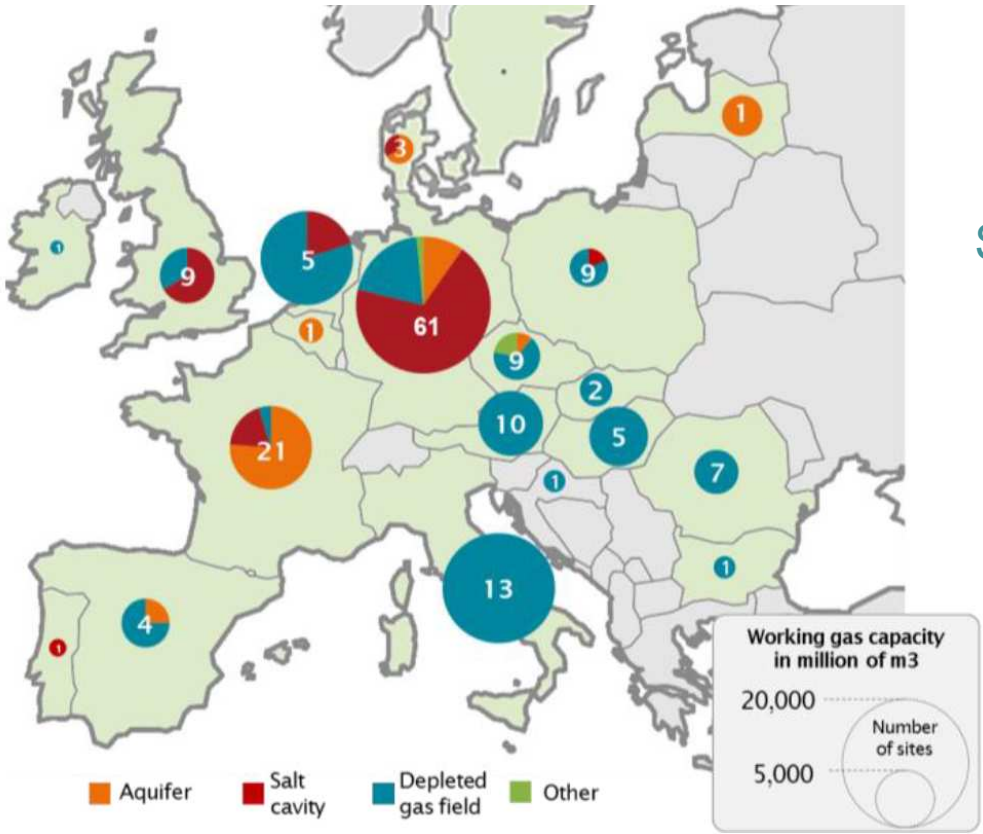 1
3
1
5
9
9
61
1
9
2
10
5
21
7
1
1
13
4
1
Working gas capacity
in million of m3
20,000
Number
of sites
5,000
Aquifer
Salt
cavity
Depleted
gas field
Other